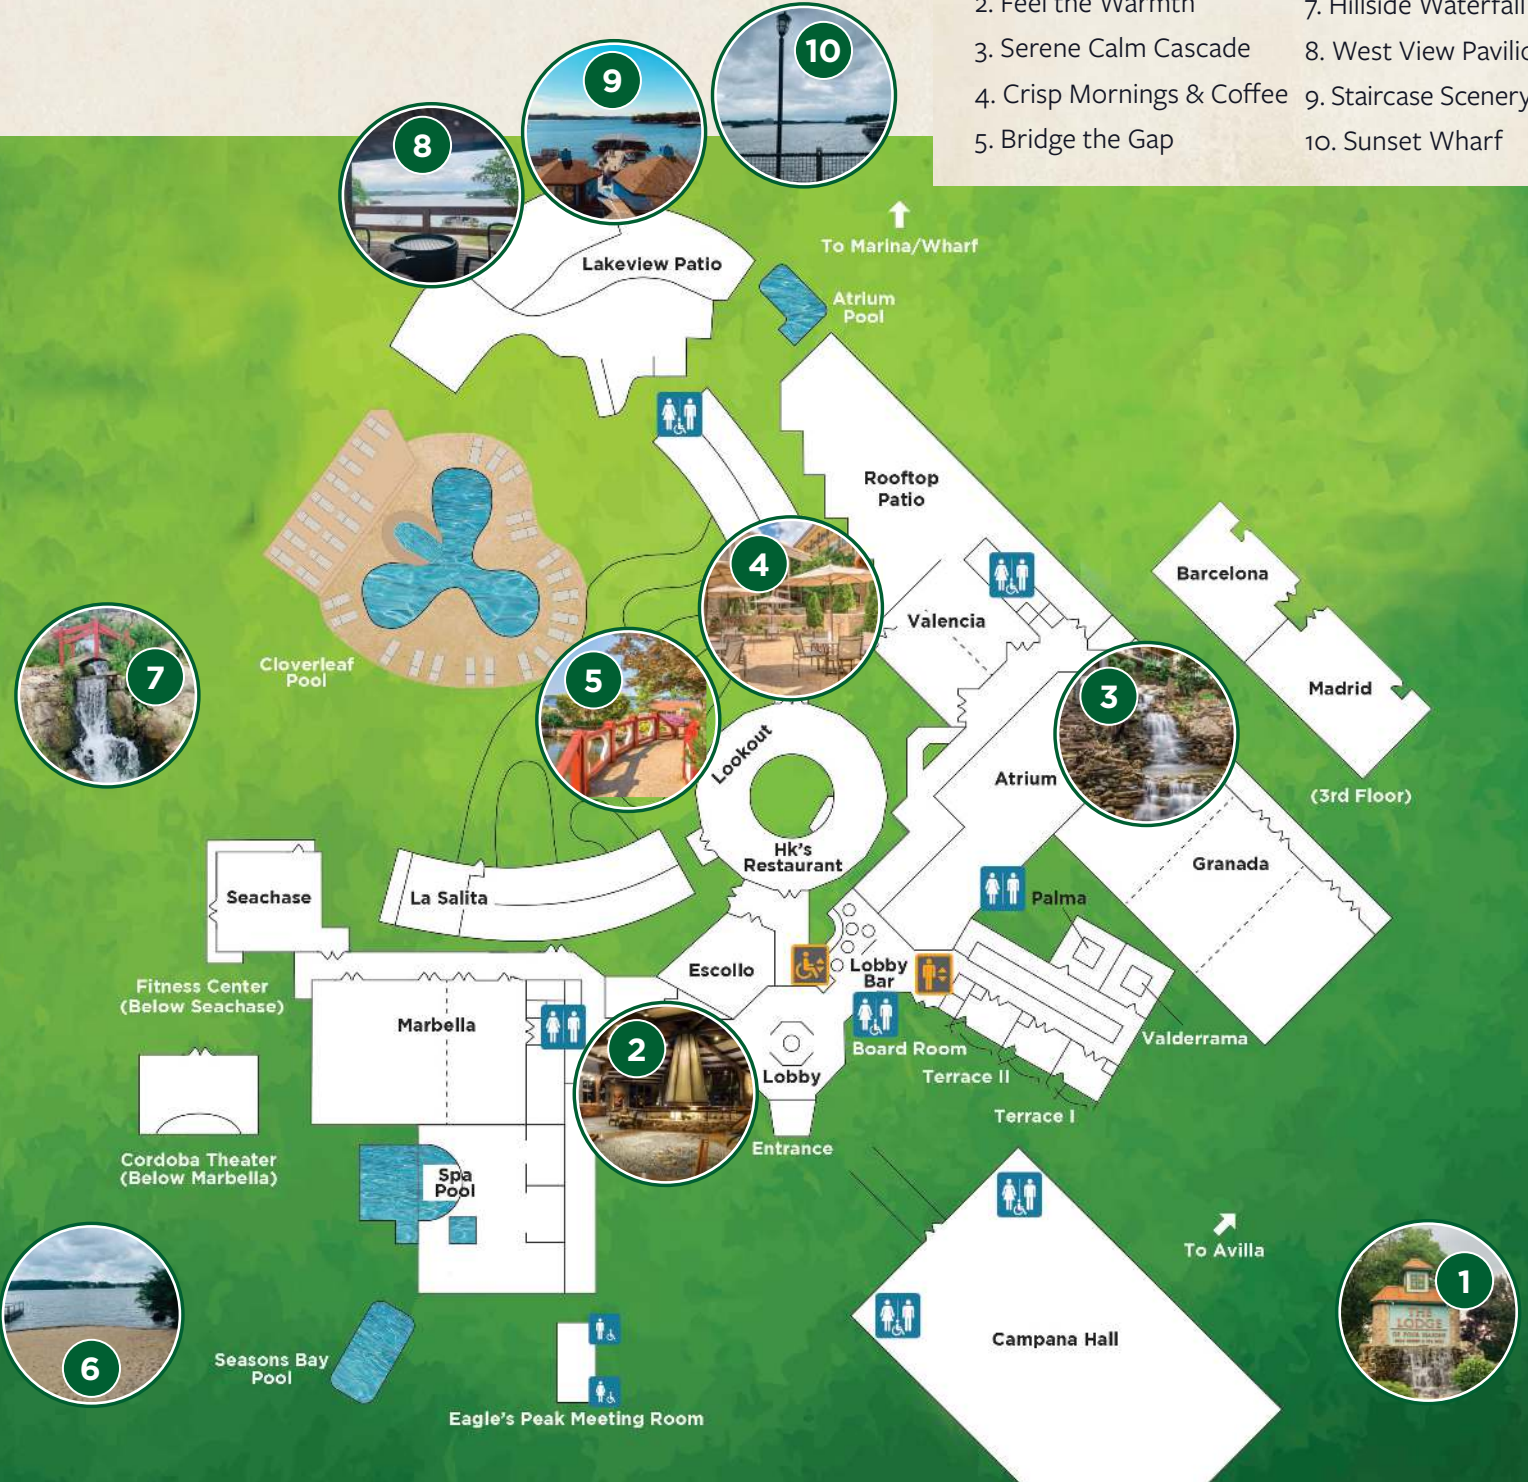 2. Feel the Warmth
3. Serene Calm Cascade
4. Crisp Mornings & Coffee
5. Bridge the Gap
7. Hillside Waterfall
8. West View
9. Staircase Scenery
10. Sunset Wharf
10
9
8
To Marina/Wharf
Lakeview Patio
Atrium
Pool
Rooftop
Patio
4
Barcelona
Valencia
Cloverleaf
Pool
7
5
3
Madrid
Lookout
Atrium
(3rd Floor)
Hk's
Restaurant
Granada
Seachase
La Salita
Palma
Escollo
Lobby
Bar
Fitness Center
(Below Seachase)
Marbella
2
Board Room
Valderrama
Lobby
Terrace II
Terrace I
Entrance
Cordoba Theater
(Below Marbella)
Spa
Pool
To Avilla
1
THE
LODGE
OF FOUR SEASONS
Campana Hall
6
Seasons Bay
Pool
Eagle's Peak Meeting Room